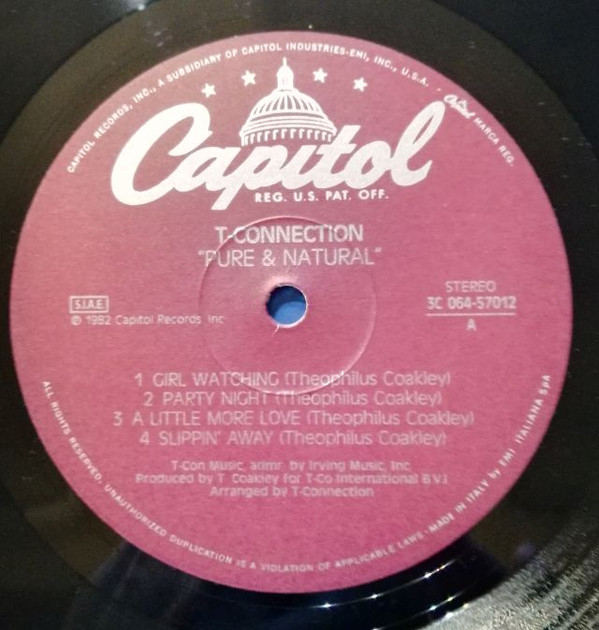 CAPITOL RECORDS, INC., A SUBSIDIARY OF CAPITOL INDUSTRIES-EMI, INC., U.S.A. · Capitol MARCA REG.
Capitol
REG. U.S. PAT. OFF.
T-CONNECTION
"PURE & NATURAL"
STEREO
S.I.A.E.
3C 064-57012
℗ 1982 Capitol Records, Inc
A
1 GIRL WATCHING (Theophilus Coakley)
2 PARTY NIGHT (Theophilus Coakley)
3 A LITTLE MORE LOVE (Theophilus Coakley)
4 SLIPPIN' AWAY (Theophilus Coakley)
T-Con Music, admr. by Irving Music, Inc
Produced by T. Coakley for T-Co International B.V.I
Arranged by T-Connection
ALL RIGHTS RESERVED. UNAUTHORIZED DUPLICATION IS A VIOLATION OF APPLICABLE LAWS · MADE IN ITALY by EMI ITALIANA SPA